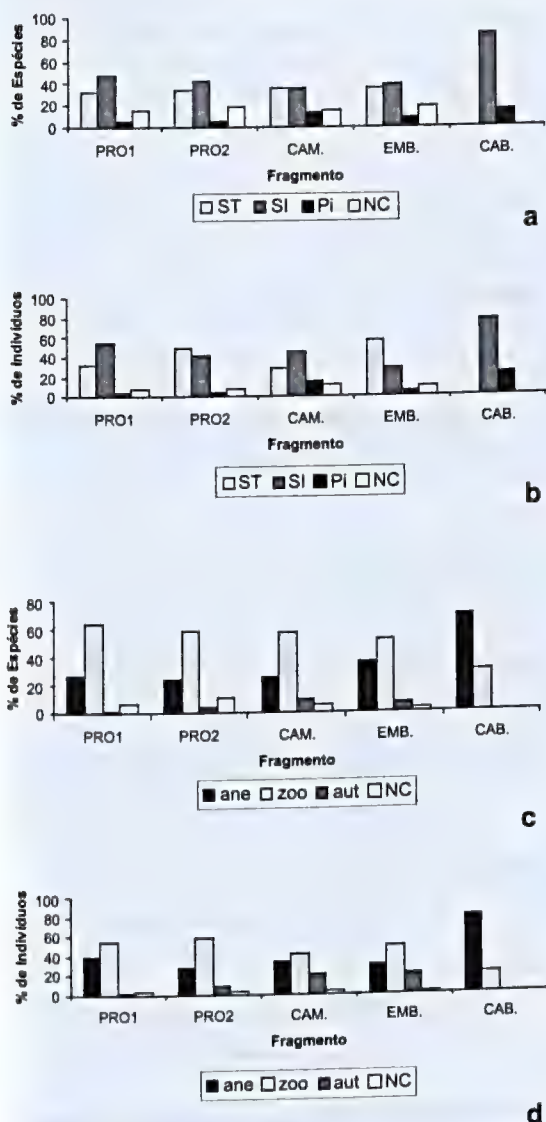 % de Espécies
100
80
60
40
20
0
PRO1 PRO2 CAM. EMB. CAB.
Fragmento
ST SI Pi NC
a
% de Indivíduos
100
80
60
40
20
0
PRO1 PRO2 CAM. EMB. CAB.
Fragmento
ST SI Pi NC
b
% de Espécies
80
60
40
20
0
PRO1 PRO2 CAM. EMB. CAB.
Fragmento
ane zoo aut NC
c
% de Indivíduos
100
80
60
40
20
0
PRO1 PRO2 CAM. EMB. CAB.
Fragmento
ane zoo aut NC
d